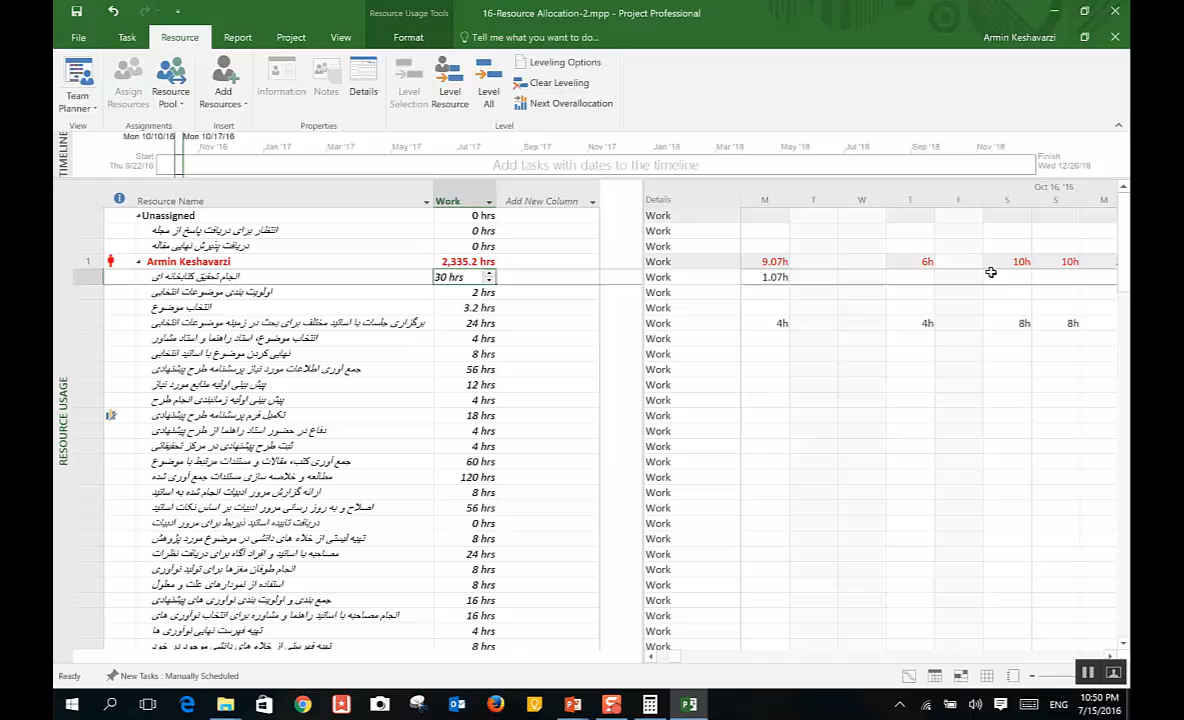 Resource Usage Tools
16-Resource Allocation-2.mpp - Project Professional
File Task Resource Report Project View Format Tell me what you want to do... Armin Keshavarzi
Team Planner
Assign Resources
Resource Pool
Add Resources
Information
Notes
Details
Level Selection
Level Resource
Level All
Leveling Options
Clear Leveling
Next Overallocation
View Assignments Insert Properties Level
TIMELINE
Mon 10/10/16 Mon 10/17/16
Nov '16 Jan '17 Mar '17 May '17 Jul '17 Sep '17 Nov '17 Jan '18 Mar '18 May '18 Jul '18 Sep '18 Nov '18
Start
Thu 9/22/16
Add tasks with dates to the timeline
Finish
Wed 12/26/18
Oct 16, '16
Resource Name Work Add New Column Details M T W T F S S M
Unassigned 0 hrs Work
انتظار برای دریافت پاسخ از مجله 0 hrs Work
دریافت پذیرش نهایی مقاله 0 hrs Work
1 Armin Keshavarzi 2,335.2 hrs Work 9.07h 6h 10h 10h
انجام تحقیق کتابخانه ای 30 hrs Work 1.07h
اولویت بندی موضوعات انتخابی 2 hrs Work
انتخاب موضوع 3.2 hrs Work
برگزاری جلسات با اساتید مختلف برای بحث در زمینه موضوعات انتخابی 24 hrs Work 4h 4h 8h 8h
انتخاب موضوع، استاد راهنما و استاد مشاور 4 hrs Work
نهایی کردن موضوع با اساتید انتخابی 8 hrs Work
جمع آوری اطلاعات مورد نیاز پرسشنامه طرح پیشنهادی 56 hrs Work
پیش بینی اولیه منابع مورد نیاز 12 hrs Work
پیش بینی اولیه زمانبندی انجام طرح 4 hrs Work
تکمیل فرم پرسشنامه طرح پیشنهادی 18 hrs Work
دفاع در حضور استاد راهنما از طرح پیشنهادی 4 hrs Work
ثبت طرح پیشنهادی در مرکز تحقیقاتی 4 hrs Work
جمع آوری کتب، مقالات و مستندات مرتبط با موضوع 60 hrs Work
مطالعه و خلاصه سازی مستندات جمع آوری شده 120 hrs Work
ارائه گزارش مرور ادبیات انجام شده به اساتید 8 hrs Work
اصلاح و به روز رسانی مرور ادبیات بر اساس نکات اساتید 56 hrs Work
دریافت تاییده اساتید ذیربط برای مرور ادبیات 0 hrs Work
تهیه لیستی از خلاء های دانشی در موضوع مورد پژوهش 8 hrs Work
مصاحبه با اساتید و افراد آگاه برای دریافت نظرات 24 hrs Work
انجام طوفان مغزها برای تولید نوآوری 8 hrs Work
استفاده از نمودارهای علت و معلول 8 hrs Work
جمع بندی و اولویت بندی نوآوری های پیشنهادی 16 hrs Work
انجام مصاحبه با اساتید راهنما و مشاوره برای انتخاب نوآوری های 16 hrs Work
تهیه فهرست نهایی نوآوری ها 4 hrs Work
تهیه فهرستی از خلاء های دانشی موجود در خود 8 hrs Work
RESOURCE USAGE
Ready New Tasks : Manually Scheduled
ENG
10:50 PM
7/15/2016